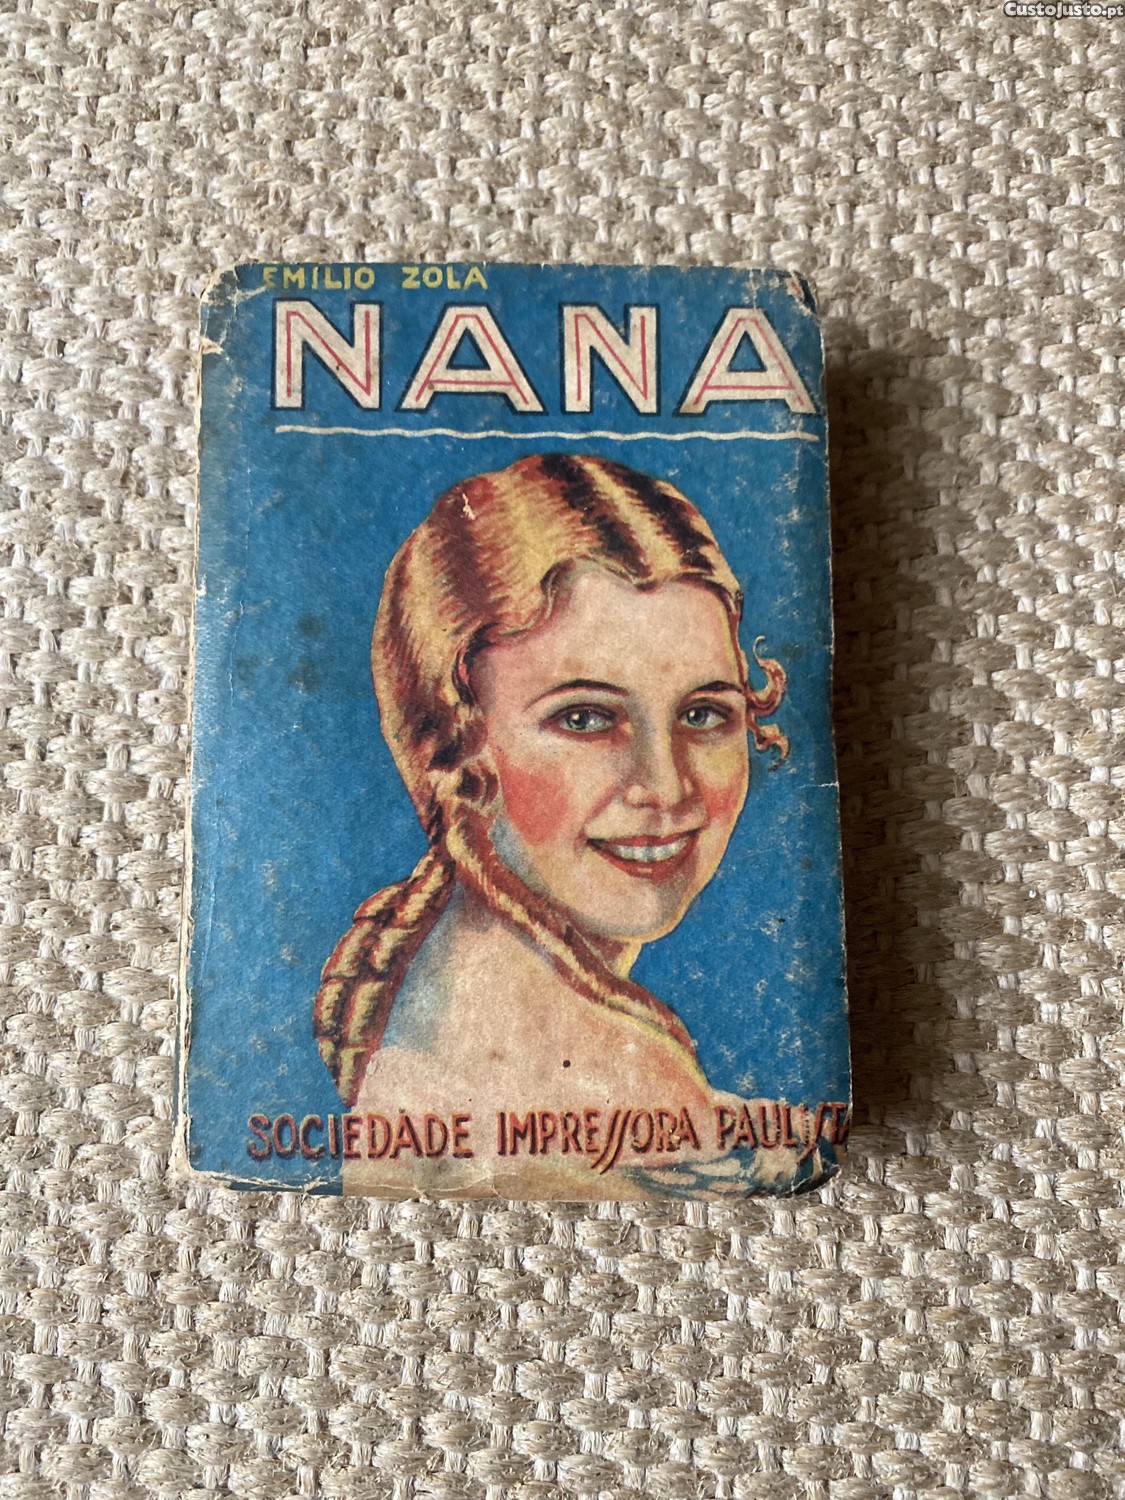 CustoJusto.pt
EMILIO ZOLA
NANA
SOCIEDADE IMPRESSORA PAULISTA